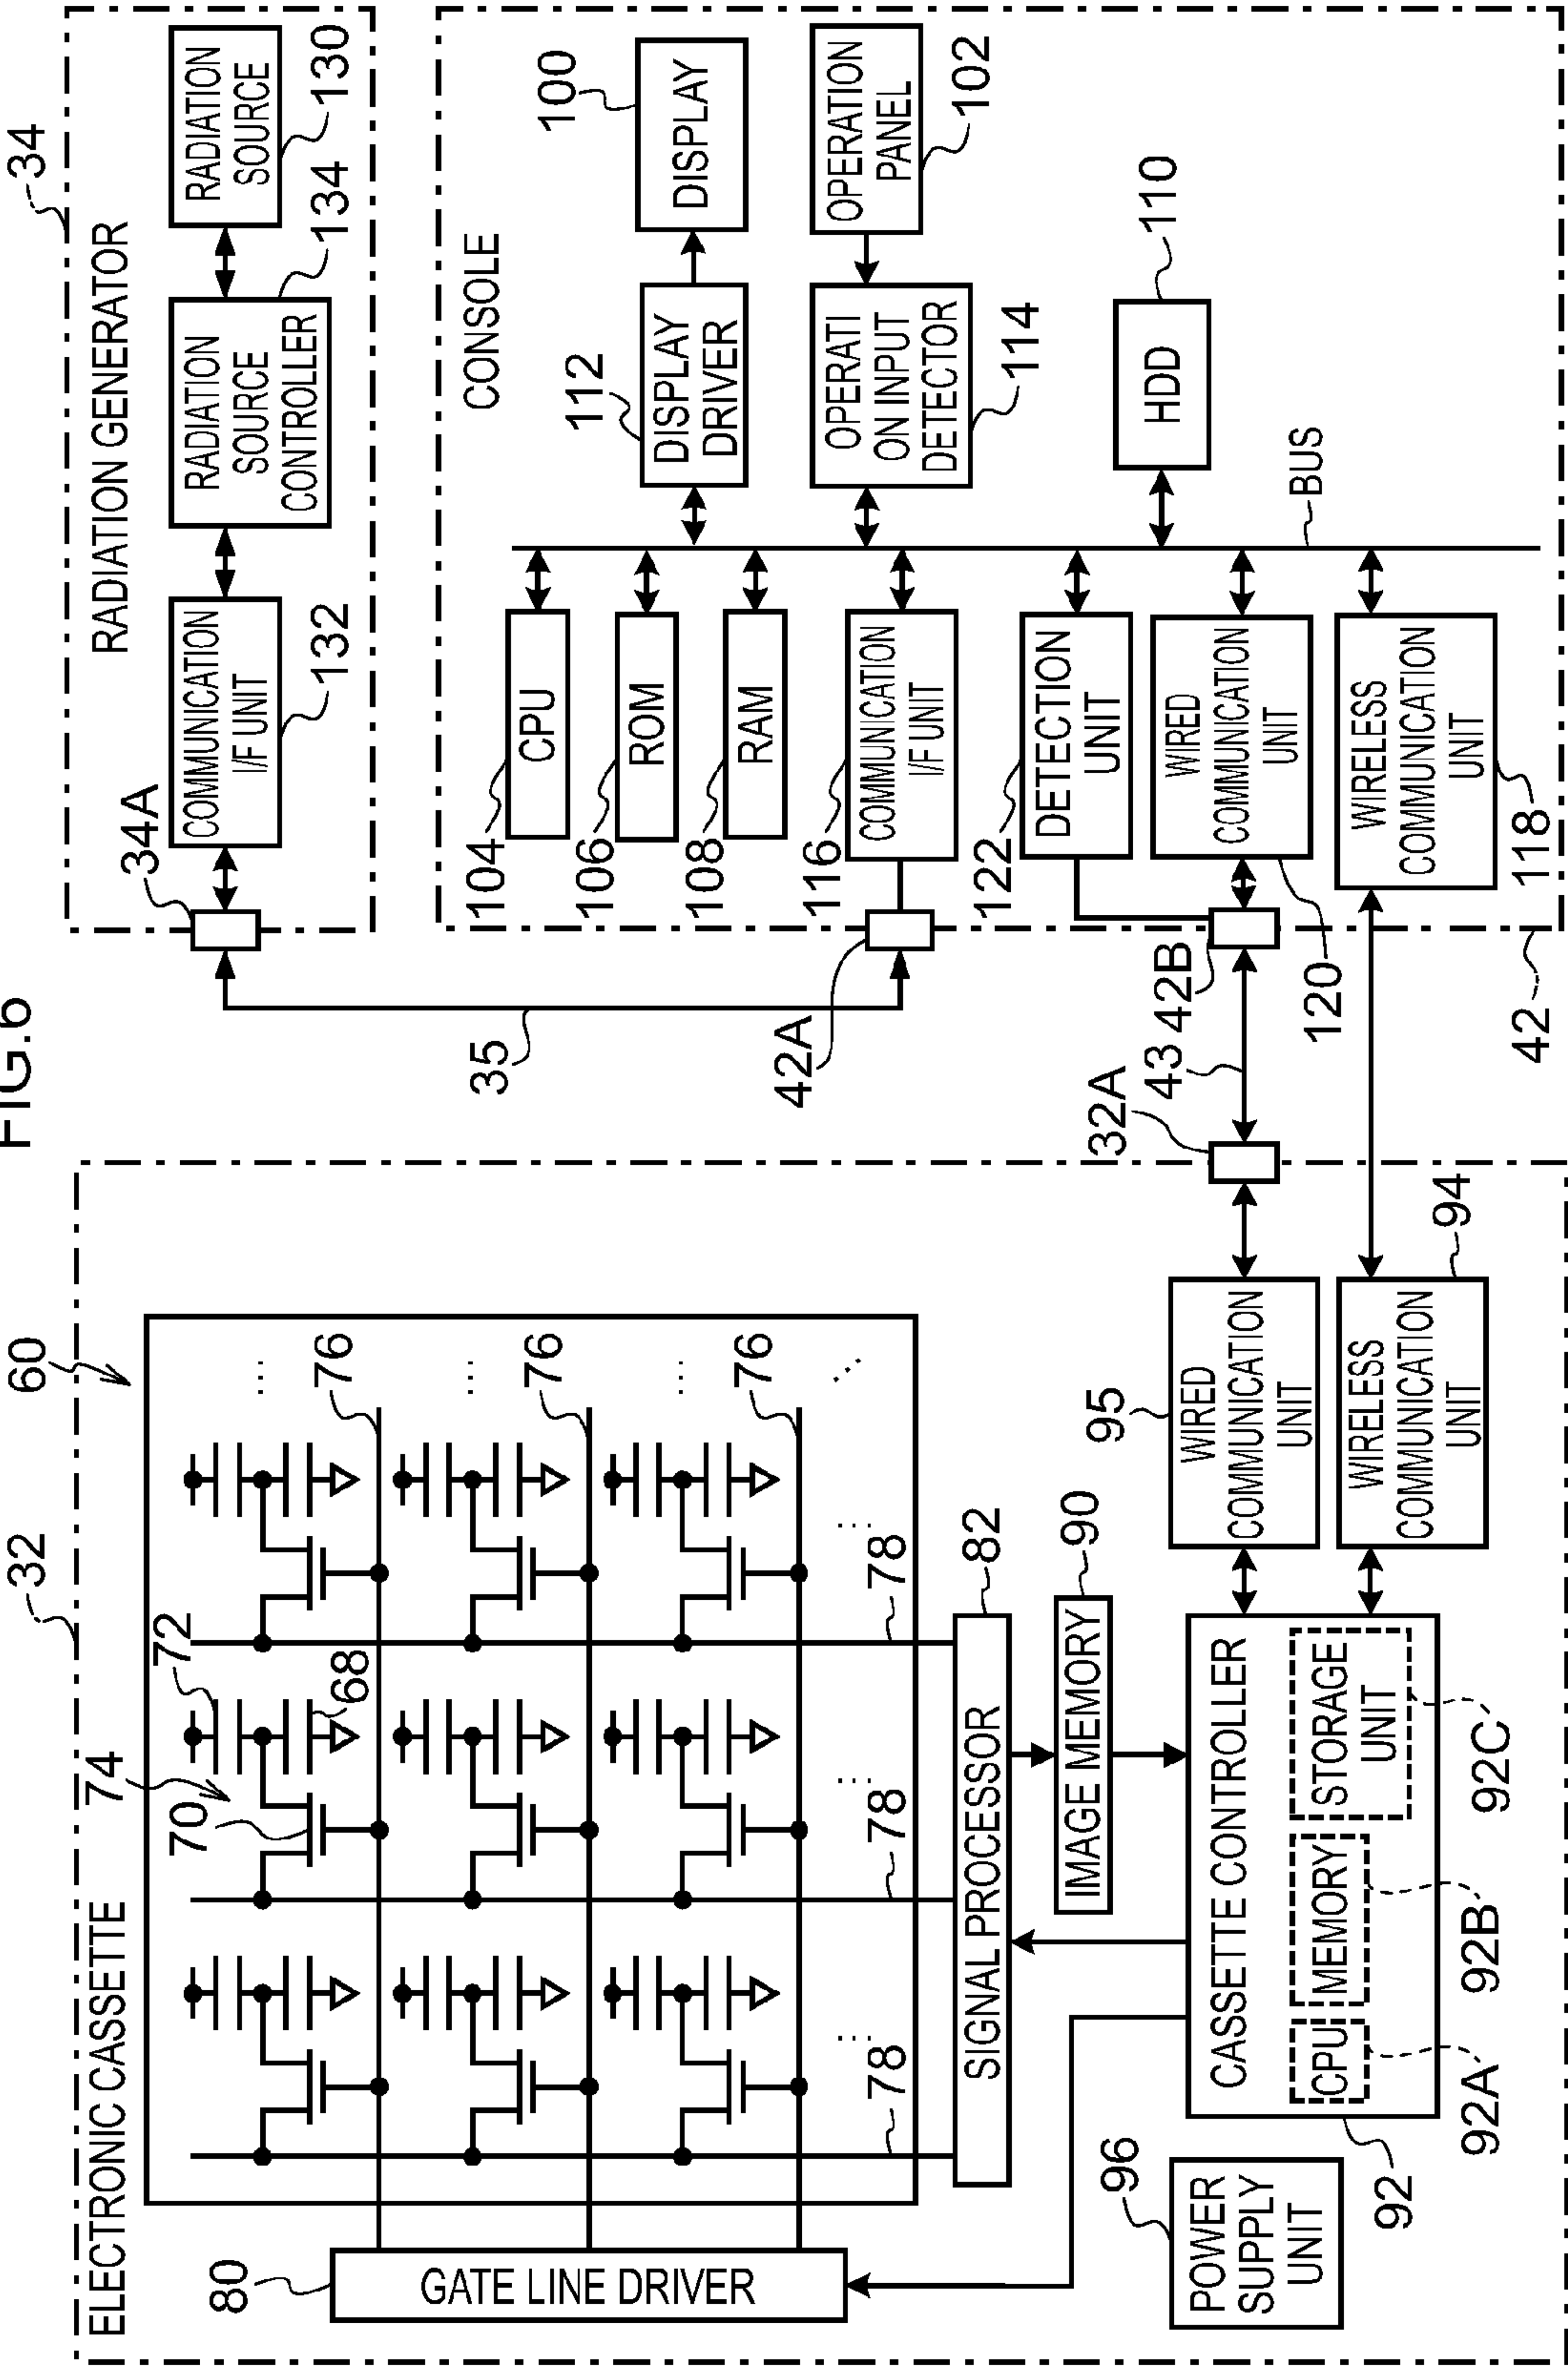 FIG.6
ELECTRONIC CASSETTE
32
60
74
72
70
68
76
76
76
...
...
...
...
...
...
...
78
78
78
80
GATE LINE DRIVER
SIGNAL PROCESSOR
82
IMAGE MEMORY
90
CASSETTE CONTROLLER
CPU
MEMORY
STORAGE
UNIT
92A
92B
92C
92
96
POWER
SUPPLY
UNIT
95
WIRED
COMMUNICATION
UNIT
WIRELESS
COMMUNICATION
UNIT
94
32A
43
42B
35
42A
34A
34
RADIATION GENERATOR
COMMUNICATION
I/F UNIT
132
RADIATION
SOURCE
CONTROLLER
134
RADIATION
SOURCE
130
CONSOLE
104
CPU
106
ROM
108
RAM
116
COMMUNICATION
I/F UNIT
122
DETECTION
UNIT
WIRED
COMMUNICATION
UNIT
120
WIRELESS
COMMUNICATION
UNIT
118
42
BUS
112
DISPLAY
DRIVER
100
DISPLAY
OPERATI
ON INPUT
DETECTOR
114
OPERATION
PANEL
102
HDD
110